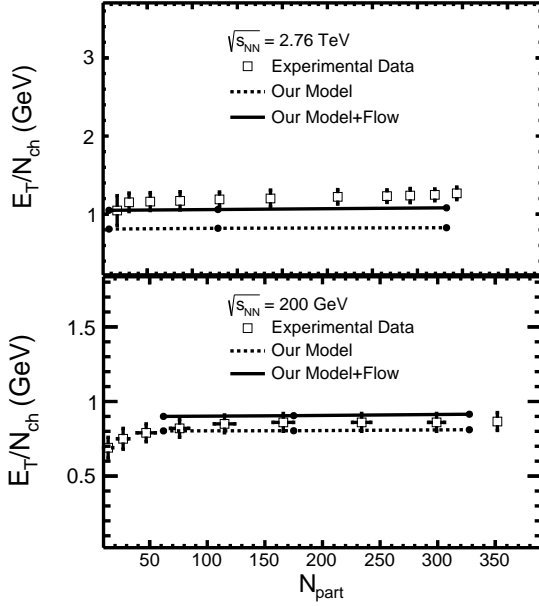 √s_NN = 2.76 TeV
Experimental Data
Our Model
Our Model+Flow
E_T/N_ch (GeV)
3
2
1
√s_NN = 200 GeV
Experimental Data
Our Model
Our Model+Flow
E_T/N_ch (GeV)
1.5
1
0.5
50 100 150 200 250 300 350
N_part